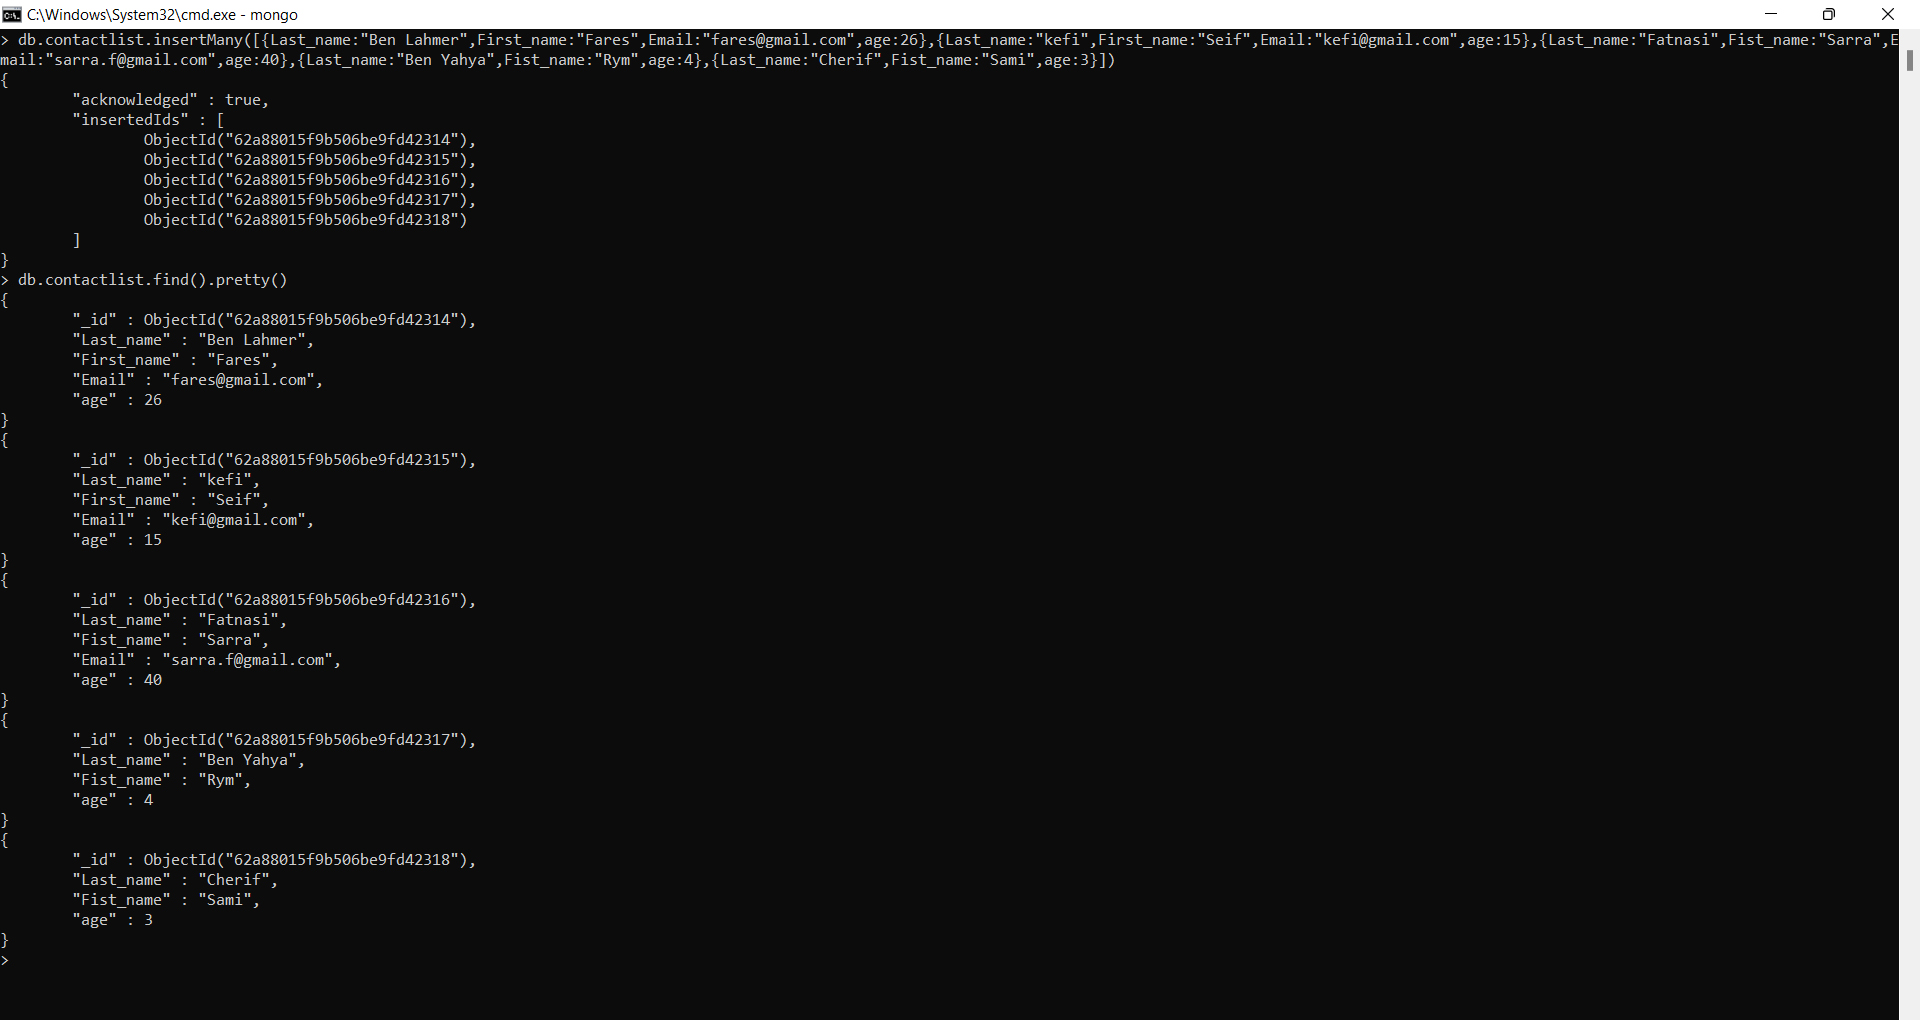 C:\Windows\System32\cmd.exe - mongo
> db.contactlist.insertMany([{Last_name:"Ben Lahmer",First_name:"Fares",Email:"fares@gmail.com",age:26},{Last_name:"kefi",First_name:"Seif",Email:"kefi@gmail.com",age:15},{Last_name:"Fatnasi",Fist_name:"Sarra",E
mail:"sarra.f@gmail.com",age:40},{Last_name:"Ben Yahya",Fist_name:"Rym",age:4},{Last_name:"Cherif",Fist_name:"Sami",age:3}])
{
"acknowledged" : true,
"insertedIds" : [
ObjectId("62a88015f9b506be9fd42314"),
ObjectId("62a88015f9b506be9fd42315"),
ObjectId("62a88015f9b506be9fd42316"),
ObjectId("62a88015f9b506be9fd42317"),
ObjectId("62a88015f9b506be9fd42318")
]
}
> db.contactlist.find().pretty()
{
"_id" : ObjectId("62a88015f9b506be9fd42314"),
"Last_name" : "Ben Lahmer",
"First_name" : "Fares",
"Email" : "fares@gmail.com",
"age" : 26
}
{
"_id" : ObjectId("62a88015f9b506be9fd42315"),
"Last_name" : "kefi",
"First_name" : "Seif",
"Email" : "kefi@gmail.com",
"age" : 15
}
{
"_id" : ObjectId("62a88015f9b506be9fd42316"),
"Last_name" : "Fatnasi",
"Fist_name" : "Sarra",
"Email" : "sarra.f@gmail.com",
"age" : 40
}
{
"_id" : ObjectId("62a88015f9b506be9fd42317"),
"Last_name" : "Ben Yahya",
"Fist_name" : "Rym",
"age" : 4
}
{
"_id" : ObjectId("62a88015f9b506be9fd42318"),
"Last_name" : "Cherif",
"Fist_name" : "Sami",
"age" : 3
}
>